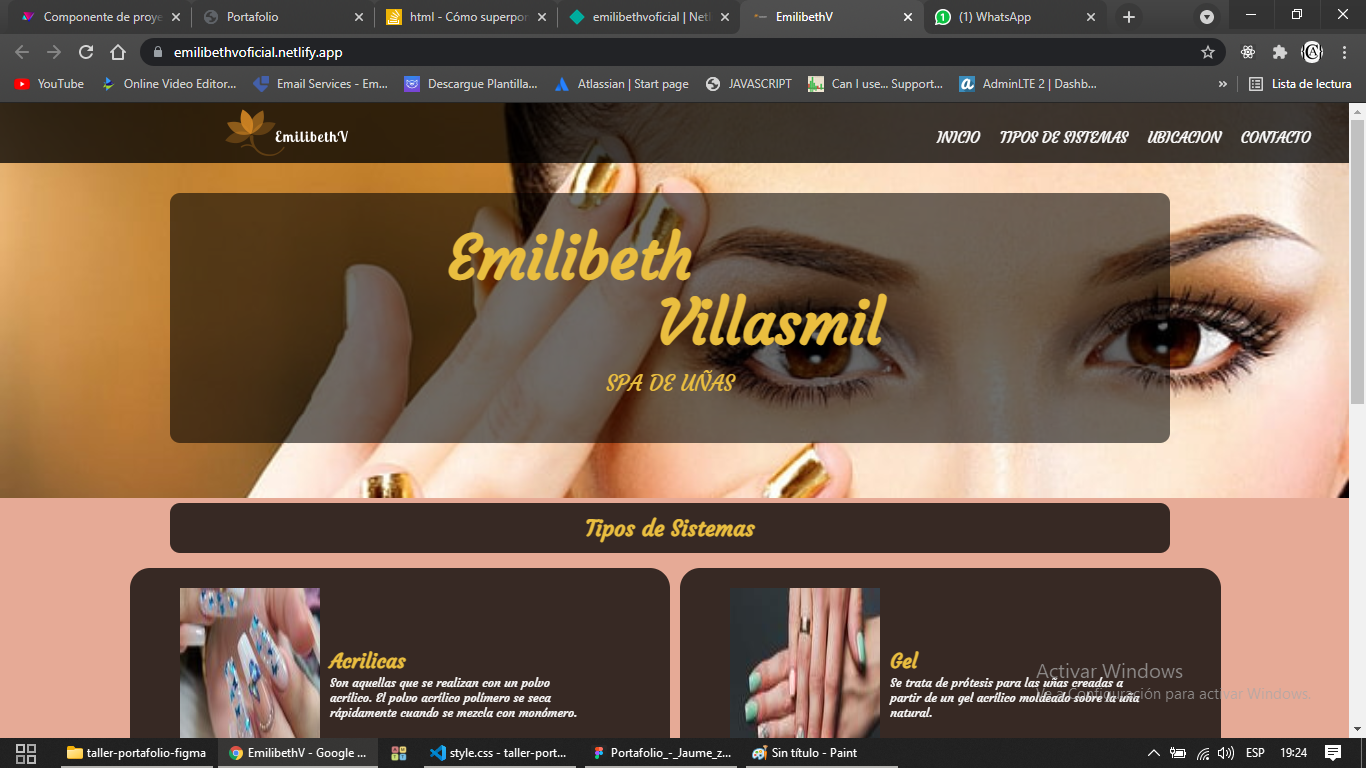 Componente de proye
Portafolio
html - Cómo superpor
emilibethvoficial | Netl
EmilibethV
(1) WhatsApp
emilibethvoficial.netlify.app
YouTube
Online Video Editor...
Email Services - Em...
Descargue Plantilla...
Atlassian | Start page
JAVASCRIPT
Can I use... Support...
AdminLTE 2 | Dashb...
»
Lista de lectura
EmilibethV
INICIO
TIPOS DE SISTEMAS
UBICACION
CONTACTO
Emilibeth
Villasmil
SPA DE UÑAS
Tipos de Sistemas
Acrilicas
Son aquellas que se realizan con un polvo
acrílico. El polvo acrílico polímero se seca
rápidamente cuando se mezcla con monómero.
Gel
Se trata de prótesis para las uñas creadas a
partir de un gel acrílico moldeado sobre la uña
natural.
Activar Windows
Ve a Configuración para activar Windows.
taller-portafolio-figma
EmilibethV - Google ...
style.css - taller-port...
Portafolio_-_Jaume_z...
Sin título - Paint
ESP
19:24